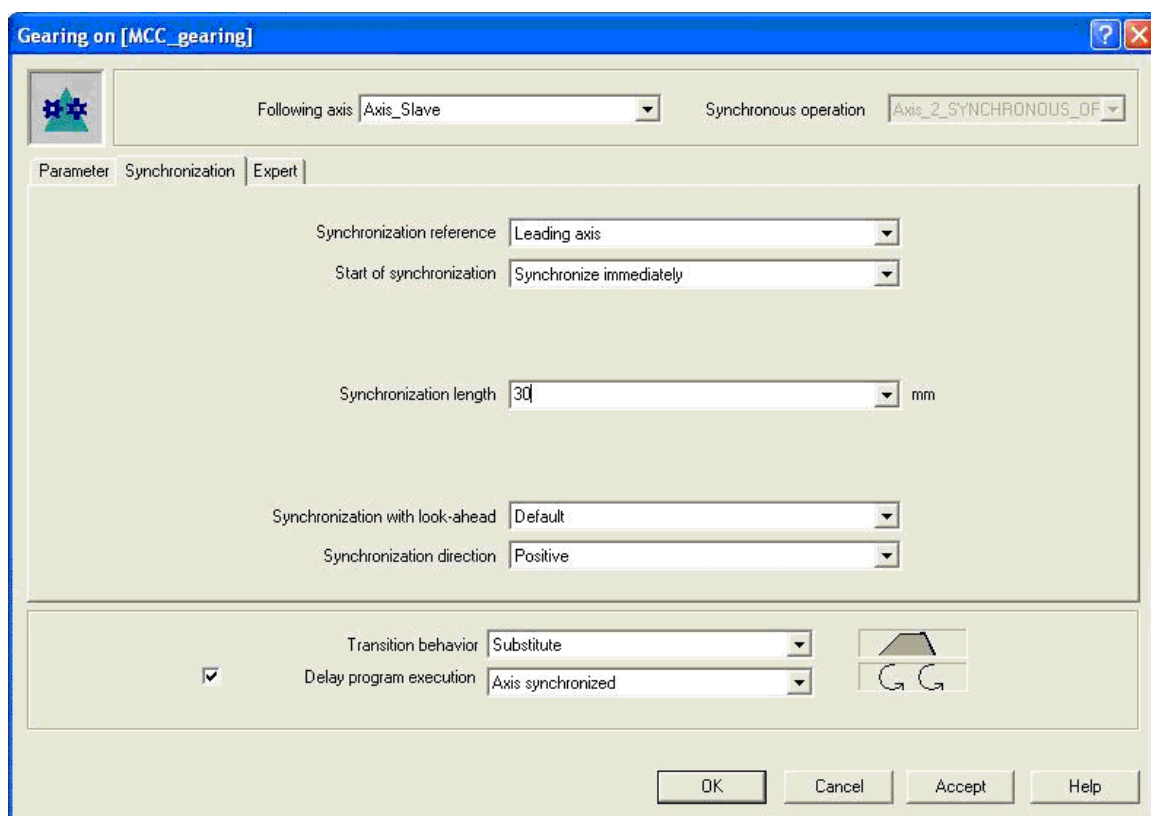 Gearing on [MCC_gearing]
Following axis Axis_Slave Synchronous operation Axis_2_SYNCHRONOUS_OF
Parameter Synchronization Expert
Synchronization reference Leading axis
Start of synchronization Synchronize immediately
Synchronization length 30 mm
Synchronization with look-ahead Default
Synchronization direction Positive
Transition behavior Substitute
Delay program execution Axis synchronized
OK Cancel Accept Help